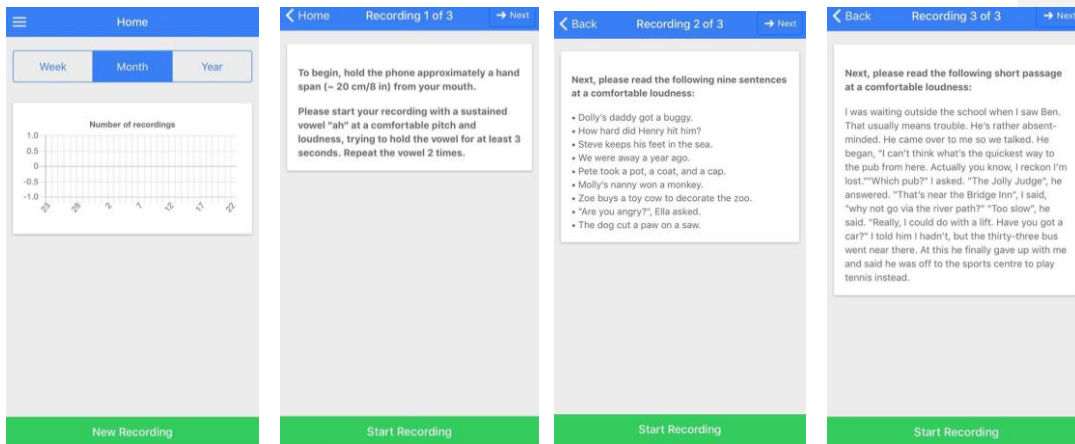 Home
Week Month Year
Number of recordings
1.0
0.5
0
-0.5
-1.0
23 28 2 7 12 17 22
New Recording
Home Recording 1 of 3 → Next
To begin, hold the phone approximately a hand
span (~ 20 cm/8 in) from your mouth.
Please start your recording with a sustained
vowel "ah" at a comfortable pitch and
loudness, trying to hold the vowel for at least 3
seconds. Repeat the vowel 2 times.
Start Recording
Back Recording 2 of 3 → Next
Next, please read the following nine sentences
at a comfortable loudness:
• Dolly's daddy got a buggy.
• How hard did Henry hit him?
• Steve keeps his feet in the sea.
• We were away a year ago.
• Pete took a pot, a coat, and a cap.
• Molly's nanny won a monkey.
• Zoe buys a toy cow to decorate the zoo.
• "Are you angry?", Ella asked.
• The dog cut a paw on a saw.
Start Recording
Back Recording 3 of 3 → Next
Next, please read the following short passage
at a comfortable loudness:
I was waiting outside the school when I saw Ben.
That usually means trouble. He's rather absent-
minded. He came over to me so we talked. He
began, "I can't think what's the quickest way to
the pub from here. Actually you know, I reckon I'm
lost.""Which pub?" I asked. "The Jolly Judge", he
answered. "That's near the Bridge Inn", I said,
"why not go via the river path?" "Too slow", he
said. "Really, I could do with a lift. Have you got a
car?" I told him I hadn't, but the thirty-three bus
went near there. At this he finally gave up with me
and said he was off to the sports centre to play
tennis instead.
Start Recording